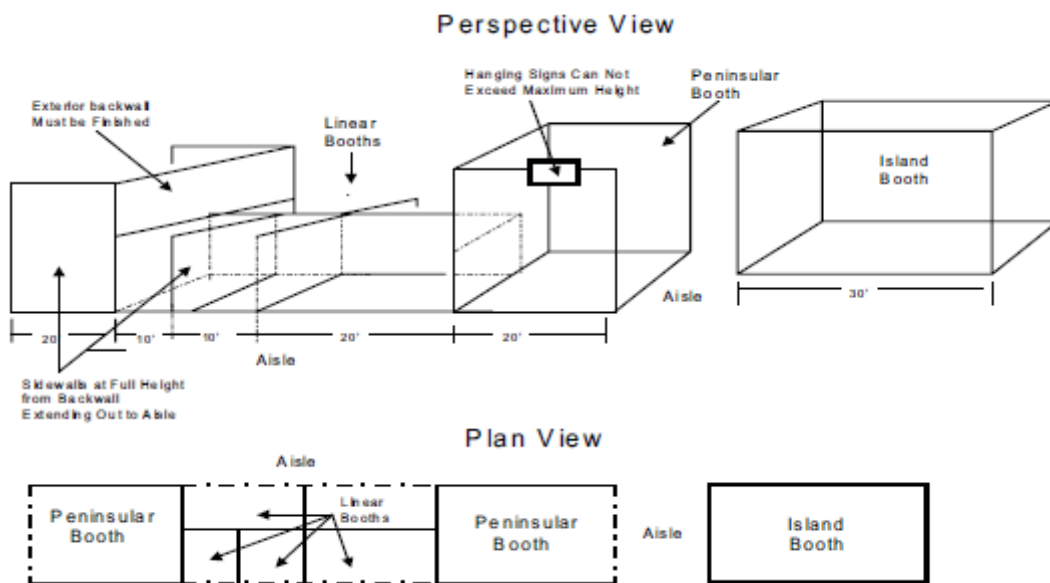 Perspective View
Hanging Signs Can Not
Exceed Maximum Height
Peninsular
Booth
Exterior backwall
Must be Finished
Linear
Booths
Island
Booth
Aisle
30'
20'
10'
10'
20'
20'
Aisle
Sidewalls at Full Height
from Backwall
Extending Out to Aisle
Plan View
Aisle
Peninsular
Booth
Linear
Booths
Peninsular
Booth
Aisle
Island
Booth